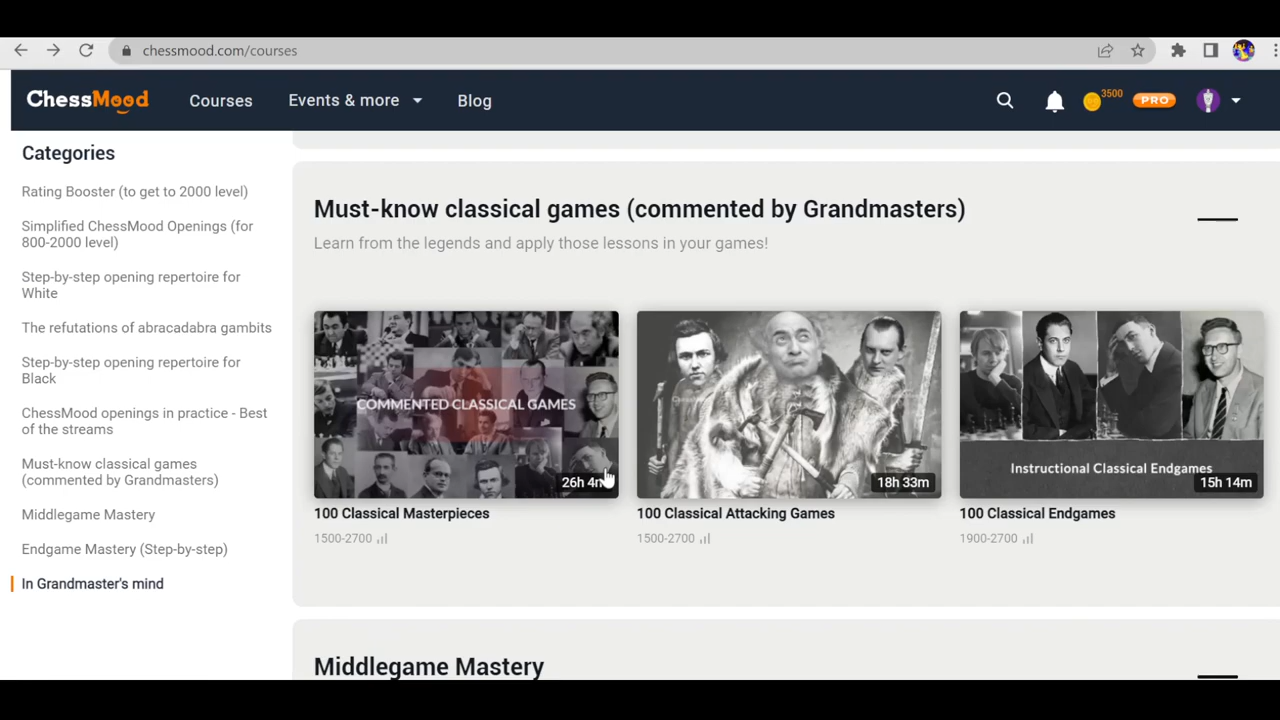 chessmood.com/courses
ChessMood
Courses
Events & more
Blog
3500
PRO
Categories
Rating Booster (to get to 2000 level)
Simplified ChessMood Openings (for
800-2000 level)
Step-by-step opening repertoire for
White
The refutations of abracadabra gambits
Step-by-step opening repertoire for
Black
ChessMood openings in practice - Best
of the streams
Must-know classical games
(commented by Grandmasters)
Middlegame Mastery
Endgame Mastery (Step-by-step)
In Grandmaster's mind
Must-know classical games (commented by Grandmasters)
Learn from the legends and apply those lessons in your games!
COMMENTED CLASSICAL GAMES
26h
100 Classical Masterpieces
1500-2700
18h 33m
100 Classical Attacking Games
1500-2700
Instructional Classical Endgames
15h 14m
100 Classical Endgames
1900-2700
Middlegame Mastery